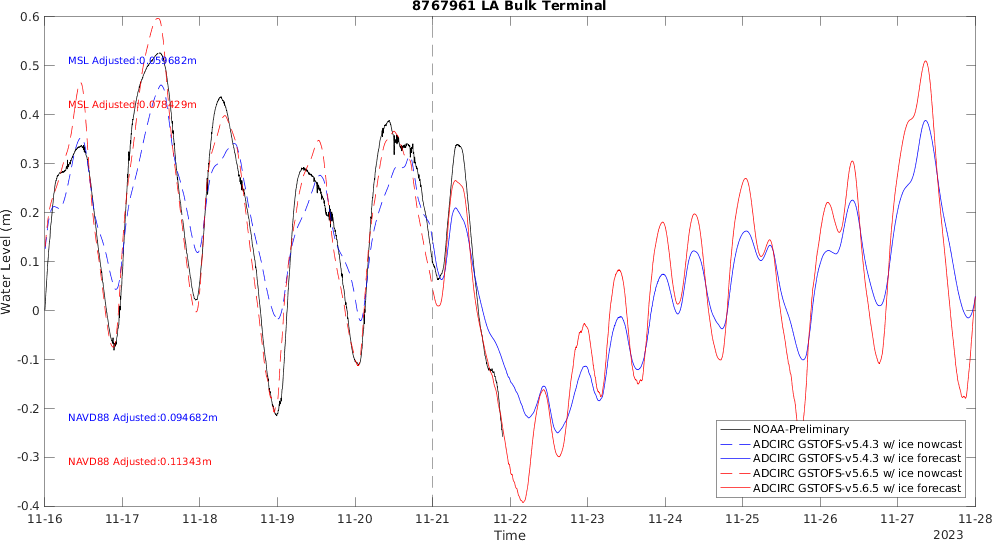 8767961 LA Bulk Terminal
0.6
0.5
0.4
0.3
0.2
0.1
0
-0.1
-0.2
-0.3
-0.4
Water Level (m)
MSL Adjusted:0.059682m
MSL Adjusted:0.078429m
NAVD88 Adjusted:0.094682m
NAVD88 Adjusted:0.11343m
NOAA-Preliminary
ADCIRC GSTOFS-v5.4.3 w/ ice nowcast
ADCIRC GSTOFS-v5.4.3 w/ ice forecast
ADCIRC GSTOFS-v5.6.5 w/ ice nowcast
ADCIRC GSTOFS-v5.6.5 w/ ice forecast
11-16 11-17 11-18 11-19 11-20 11-21 11-22 11-23 11-24 11-25 11-26 11-27 11-28
Time
2023